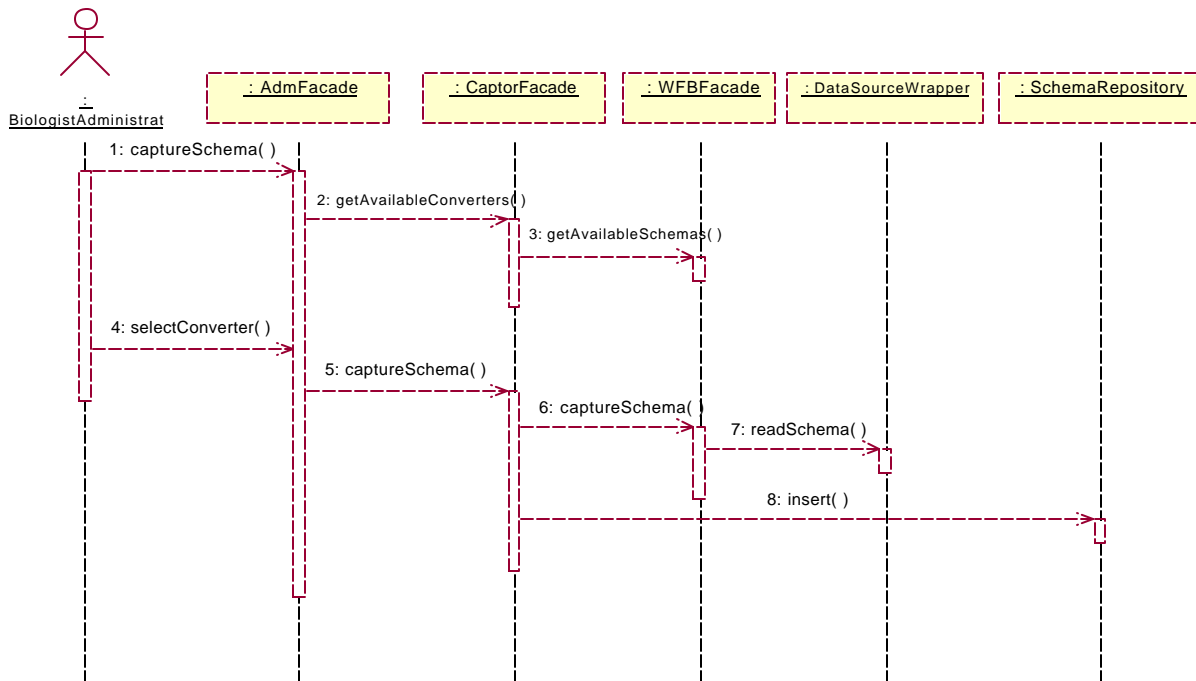 : AdmFacade
: CaptorFacade
: WFBFacade
: DataSourceWrapper
: SchemaRepository
:
BiologistAdministrat
1: captureSchema( )
2: getAvailableConverters( )
3: getAvailableSchemas( )
4: selectConverter( )
5: captureSchema( )
6: captureSchema( )
7: readSchema( )
8: insert( )